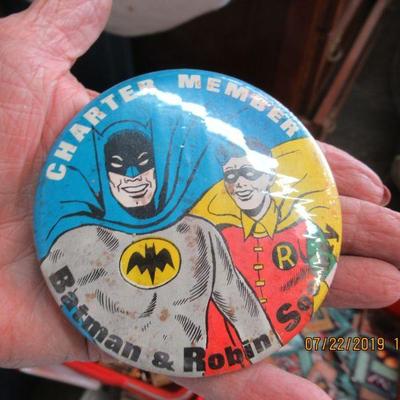 CHARTER MEMBER
R
Batman & Robin
07/22/2019